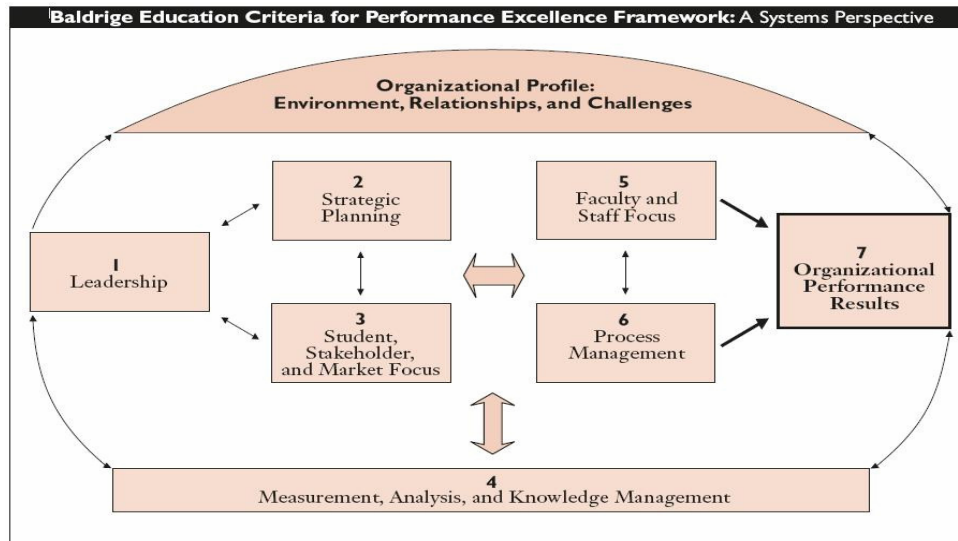 Baldrige Education Criteria for Performance Excellence Framework: A Systems Perspective
Organizational Profile:
Environment, Relationships, and Challenges
2
Strategic
Planning
5
Faculty and
Staff Focus
1
Leadership
7
Organizational
Performance
Results
3
Student,
Stakeholder,
and Market Focus
6
Process
Management
4
Measurement, Analysis, and Knowledge Management